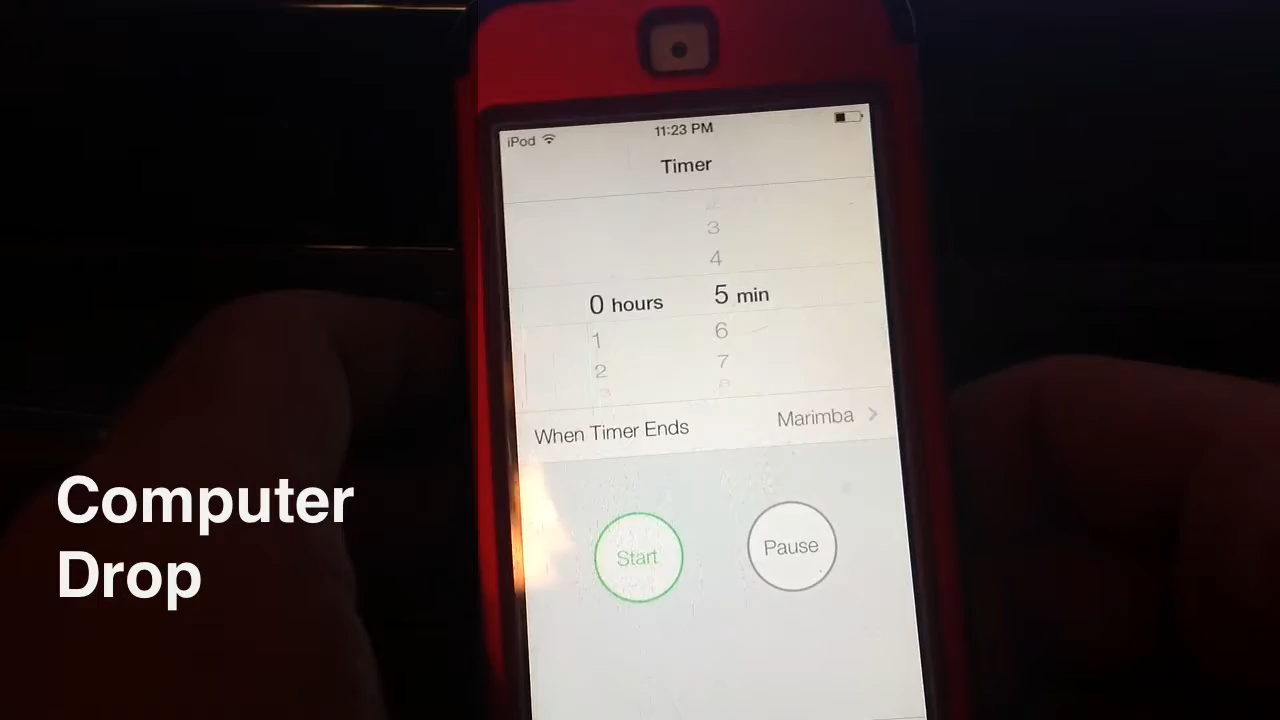 iPod 11:23 PM
Timer
3
4
0 hours 5 min
1 6
2 7
3 8
When Timer Ends Marimba
Start Pause
Computer
Drop